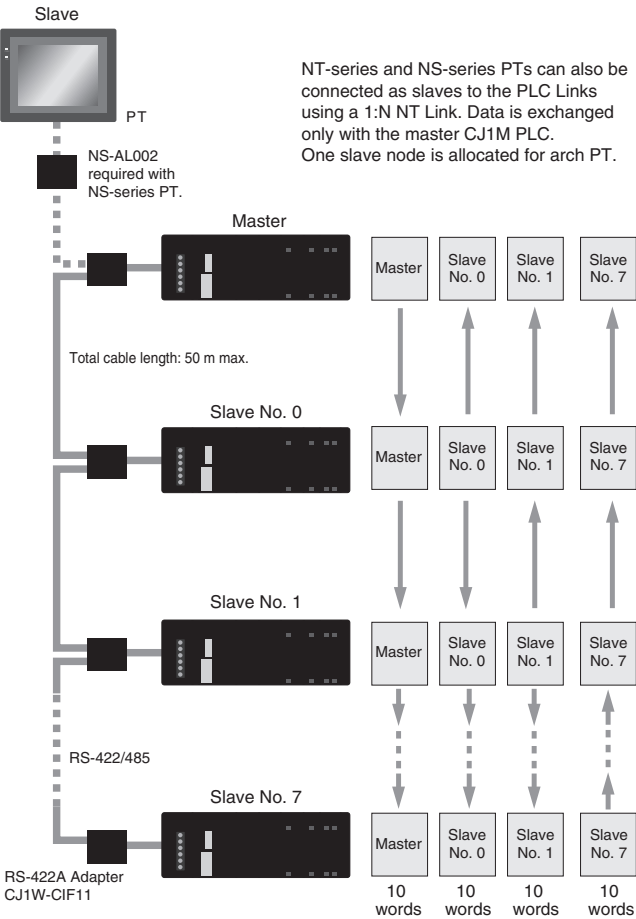 Slave
PT
NT-series and NS-series PTs can also be
connected as slaves to the PLC Links
using a 1:N NT Link. Data is exchanged
only with the master CJ1M PLC.
One slave node is allocated for arch PT.
NS-AL002
required with
NS-series PT.
Master
Master
Slave
No. 0
Slave
No. 1
Slave
No. 7
Total cable length: 50 m max.
Slave No. 0
Master
Slave
No. 0
Slave
No. 1
Slave
No. 7
Slave No. 1
Master
Slave
No. 0
Slave
No. 1
Slave
No. 7
RS-422/485
Slave No. 7
Master
Slave
No. 0
Slave
No. 1
Slave
No. 7
RS-422A Adapter
CJ1W-CIF11
10
words
10
words
10
words
10
words